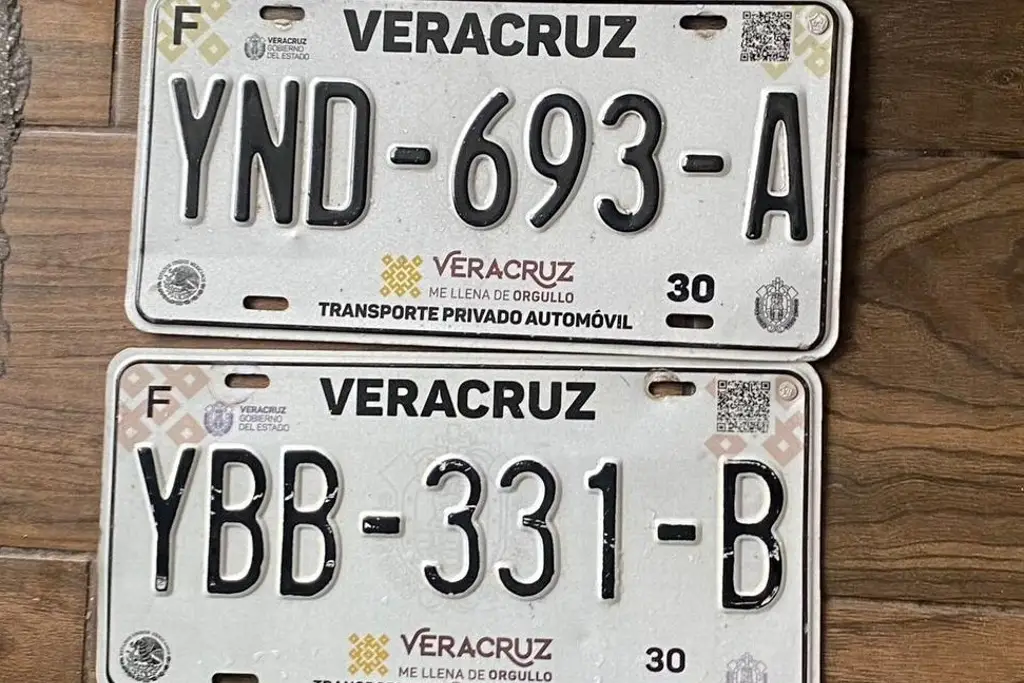 F
VERACRUZ
GOBIERNO
DEL ESTADO
VERACRUZ
YND-693-A
VERACRUZ
ME LLENA DE ORGULLO
30
TRANSPORTE PRIVADO AUTOMÓVIL
F
VERACRUZ
GOBIERNO
DEL ESTADO
VERACRUZ
YBB-331-B
VERACRUZ
ME LLENA DE ORGULLO
30